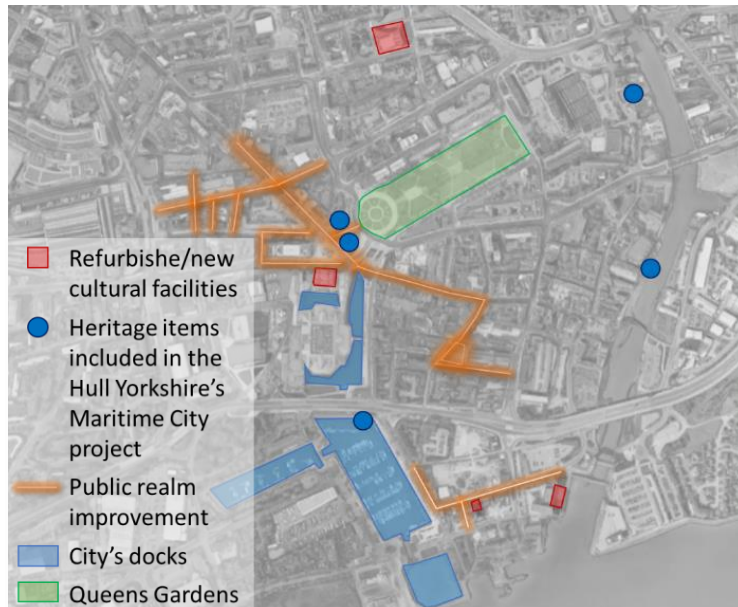 Refurbishe/new
cultural facilities
Heritage items
included in the
Hull Yorkshire's
Maritime City
project
Public realm
improvement
City's docks
Queens Gardens